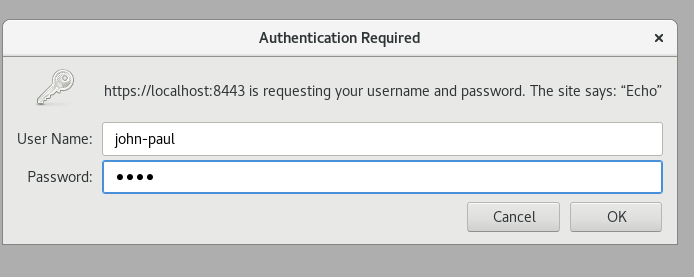 Authentication Required
https://localhost:8443 is requesting your username and password. The site says: “Echo”
User Name: john-paul
Password: ••••
Cancel OK